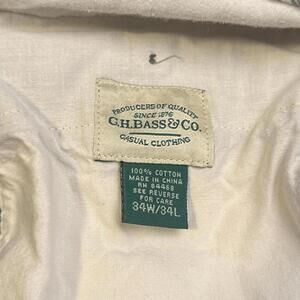 PRODUCERS OF QUALITY
SINCE 1876
G.H.BASS & CO.
CASUAL CLOTHING
100% COTTON
MADE IN CHINA
RN 84468
SEE REVERSE
FOR CARE
34W/34L